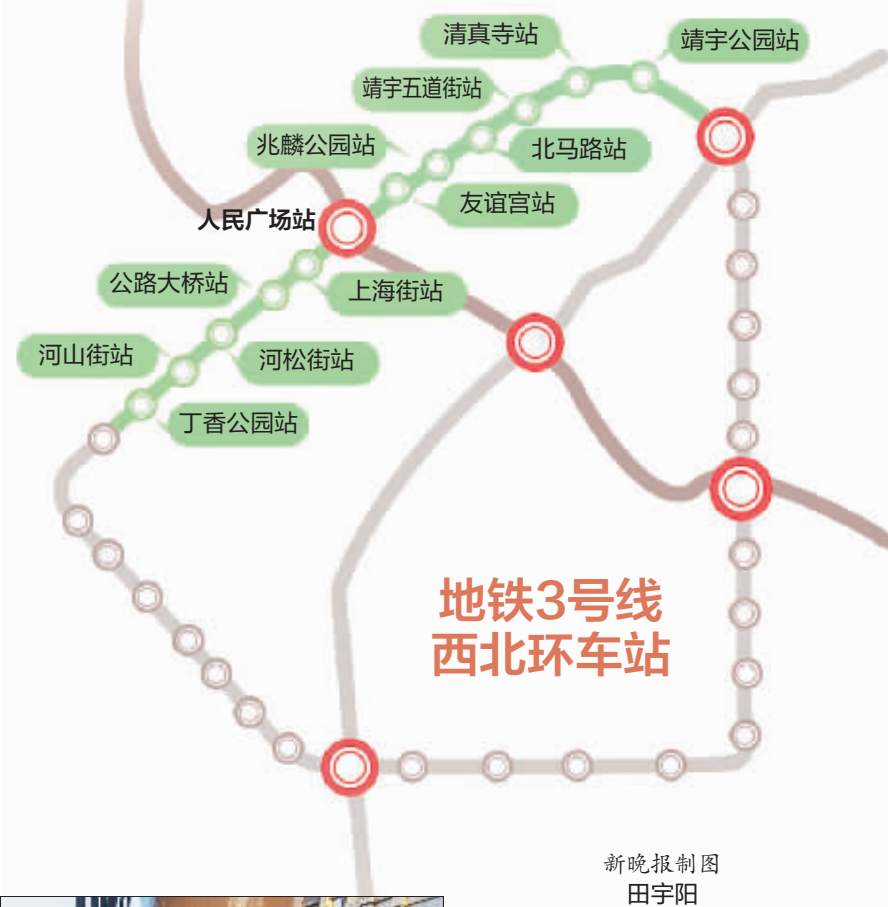 清真寺站
靖宇公园站
靖宇五道街站
兆麟公园站
北马路站
友谊宫站
人民广场站
公路大桥站
上海街站
河山街站
河松街站
丁香公园站
地铁3号线
西北环车站
新晚报制图
田宇阳